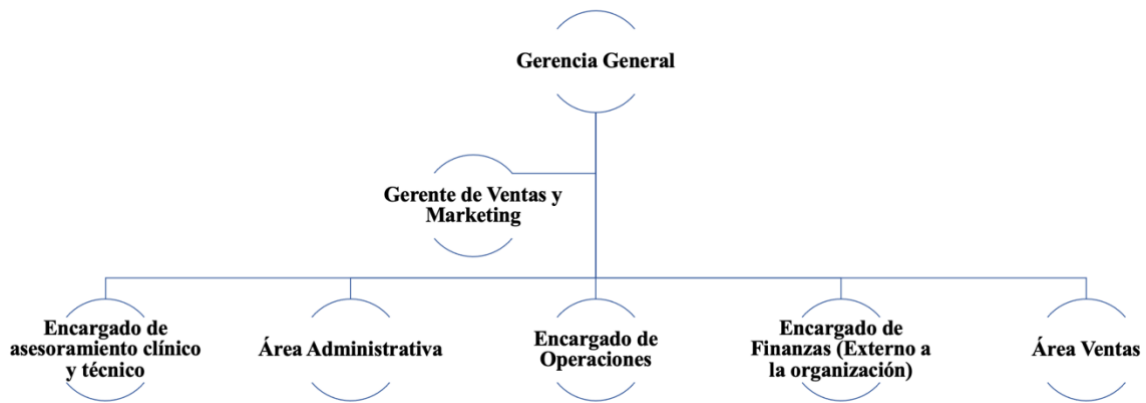 Gerencia General
Gerente de Ventas y
Marketing
Encargado de
asesoramiento clínico
y técnico
Área Administrativa
Encargado de
Operaciones
Encargado de
Finanzas (Externo a
la organización)
Área Ventas